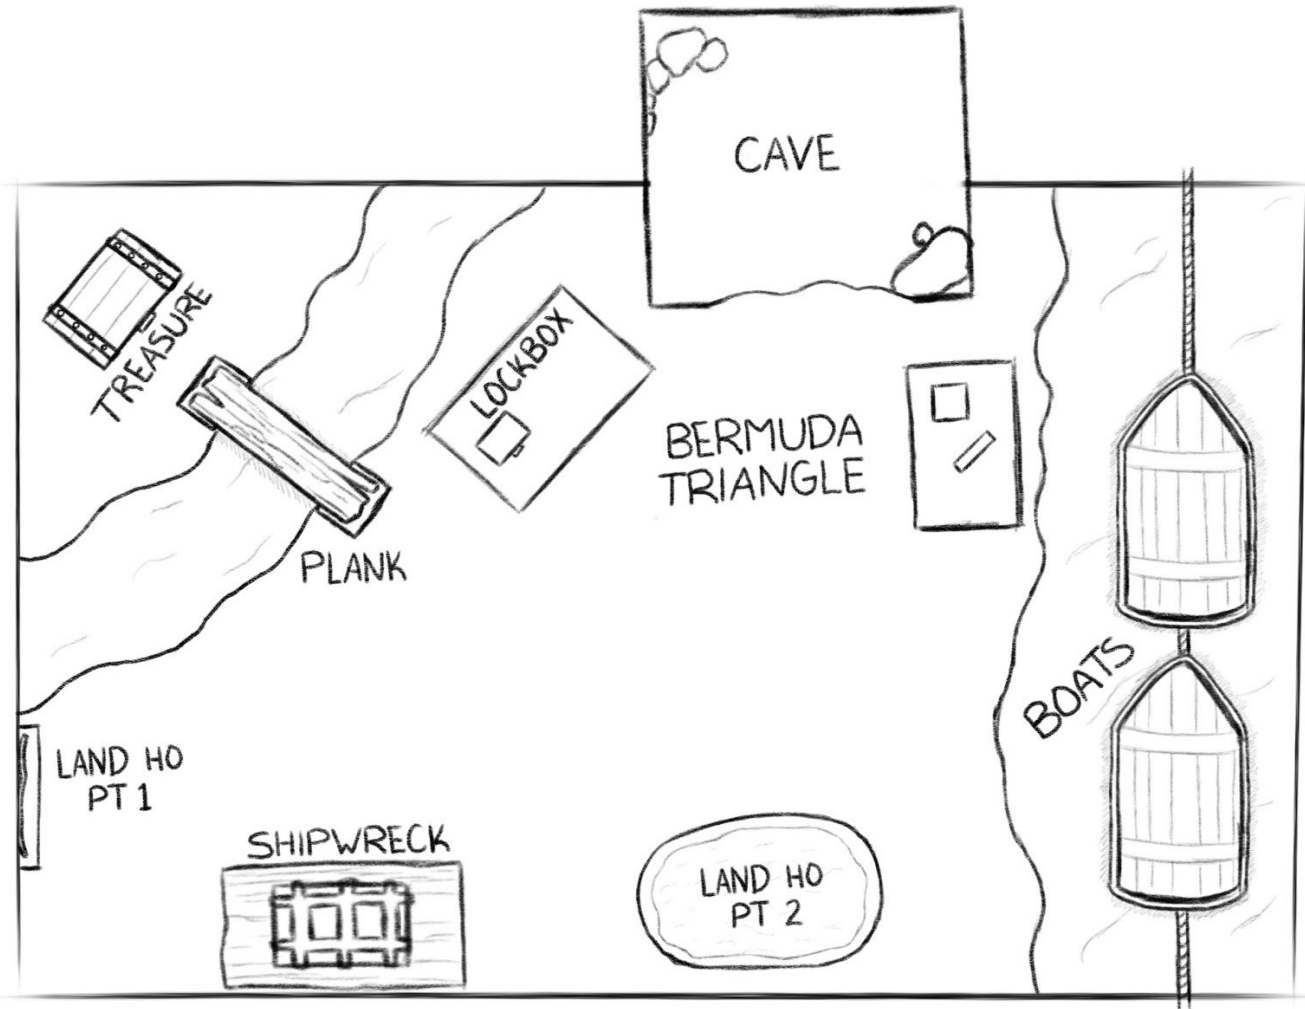 CAVE
TREASURE
LOCKBOX
BERMUDA
TRIANGLE
PLANK
BOATS
LAND HO
PT 1
SHIPWRECK
LAND HO
PT 2